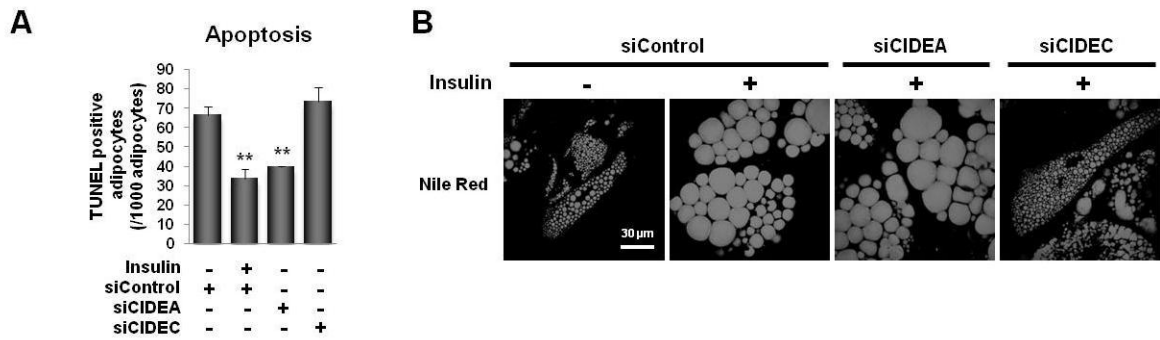 A
Apoptosis
TUNEL positive
adipocytes
(/1000 adipocytes)
90
80
70
60
50
40
30
20
10
0
** **
Insulin - + - -
siControl + + - -
siCIDEA - - + -
siCIDEC - - - +
B
siControl siCIDEA siCIDEC
Insulin - + + +
Nile Red
30 μm